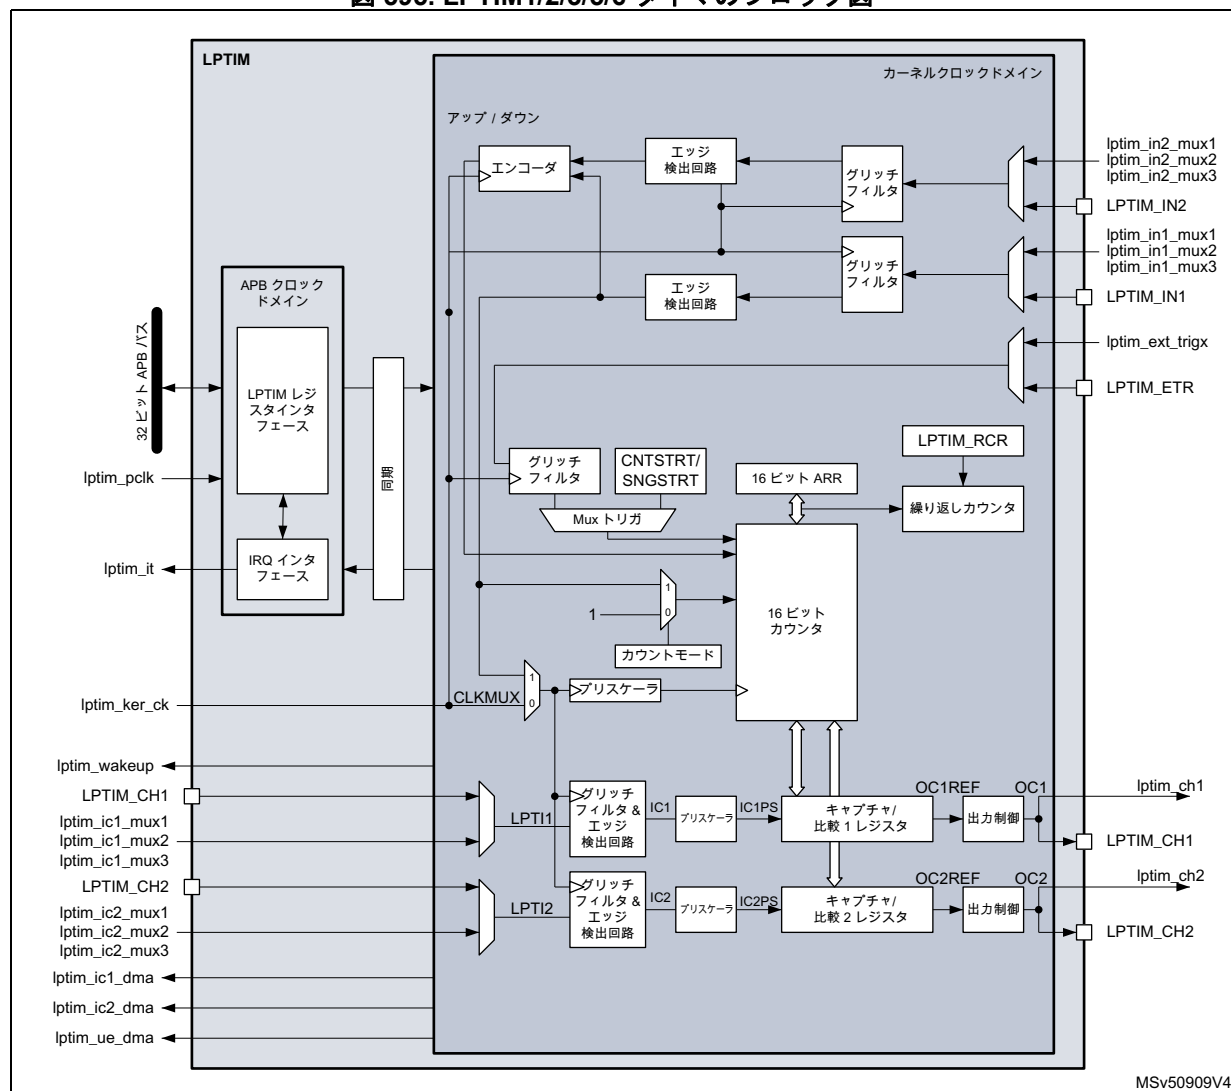 LPTIM
カーネルクロックドメイン
アップ / ダウン
エンコーダ
エッジ
検出回路
グリッチ
フィルタ
lptim_in2_mux1
lptim_in2_mux2
lptim_in2_mux3
LPTIM_IN2
エッジ
検出回路
グリッチ
フィルタ
lptim_in1_mux1
lptim_in1_mux2
lptim_in1_mux3
LPTIM_IN1
lptim_ext_trigx
LPTIM_ETR
APB クロック
ドメイン
32 ビット APB バス
LPTIM レジ
スタインタ
フェース
同期
lptim_pclk
IRQ インタ
フェース
lptim_it
グリッチ
フィルタ
CNTSTRT/
SNGSTRT
Mux トリガ
16 ビット ARR
LPTIM_RCR
繰り返しカウンタ
16 ビット
カウンタ
1
0
1
カウントモード
1
0
CLKMUX
プリスケーラ
lptim_ker_ck
lptim_wakeup
LPTIM_CH1
lptim_ic1_mux1
lptim_ic1_mux2
lptim_ic1_mux3
LPTI1
グリッチ
フィルタ &
エッジ
検出回路
IC1
プリスケーラ
IC1PS
キャプチャ/
比較 1 レジスタ
OC1REF
出力制御
OC1
lptim_ch1
LPTIM_CH1
LPTIM_CH2
lptim_ic2_mux1
lptim_ic2_mux2
lptim_ic2_mux3
LPTI2
グリッチ
フィルタ &
エッジ
検出回路
IC2
プリスケーラ
IC2PS
キャプチャ/
比較 2 レジスタ
OC2REF
出力制御
OC2
lptim_ch2
LPTIM_CH2
lptim_ic1_dma
lptim_ic2_dma
lptim_ue_dma
MSv50909V4